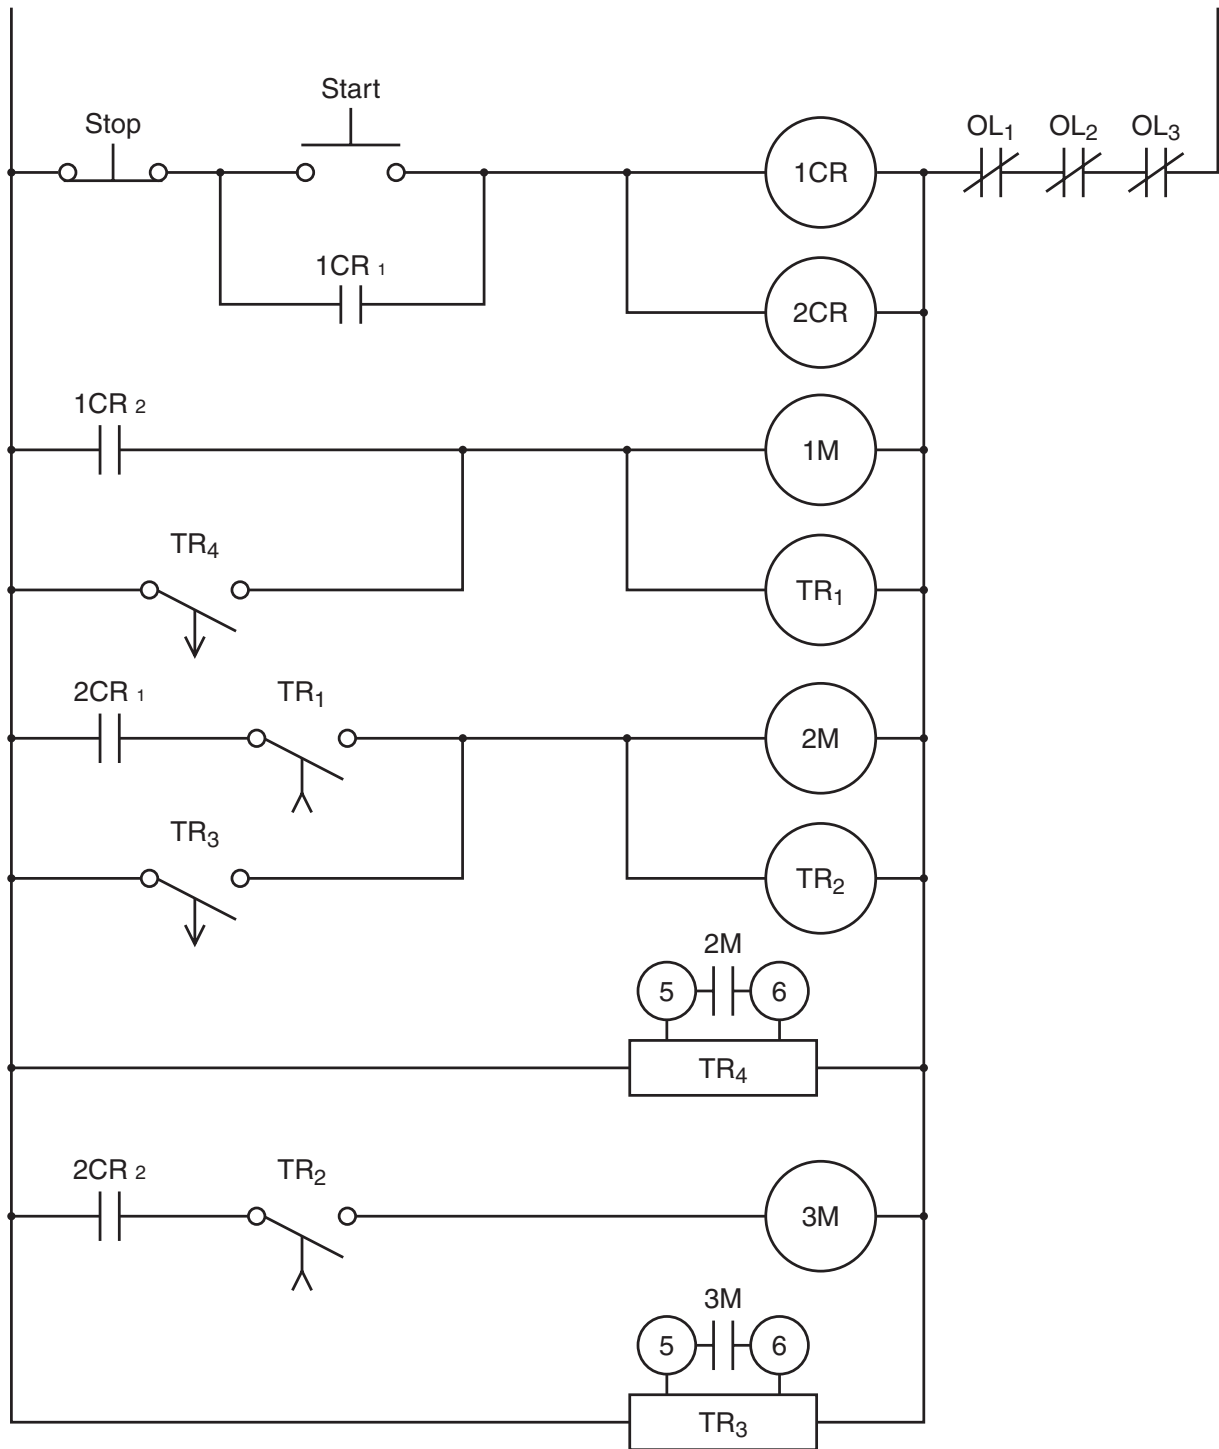 Start
Stop
OL1 OL2 OL3
1CR
1CR 1
2CR
1CR 2
1M
TR4
TR1
2CR 1 TR1
2M
TR3
TR2
2M
5 6
TR4
2CR 2 TR2
3M
3M
5 6
TR3